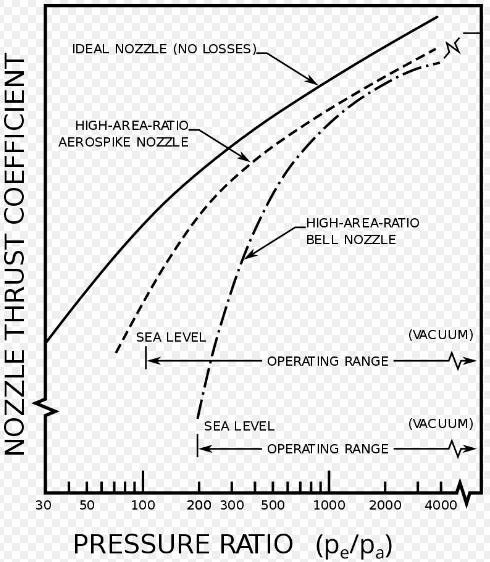 IDEAL NOZZLE (NO LOSSES)
HIGH-AREA-RATIO
AEROSPIKE NOZZLE
HIGH-AREA-RATIO
BELL NOZZLE
NOZZLE THRUST COEFFICIENT
SEA LEVEL
(VACUUM)
OPERATING RANGE
SEA LEVEL
(VACUUM)
OPERATING RANGE
30 50 100 200 300 500 1000 2000 4000
PRESSURE RATIO (pe/pa)